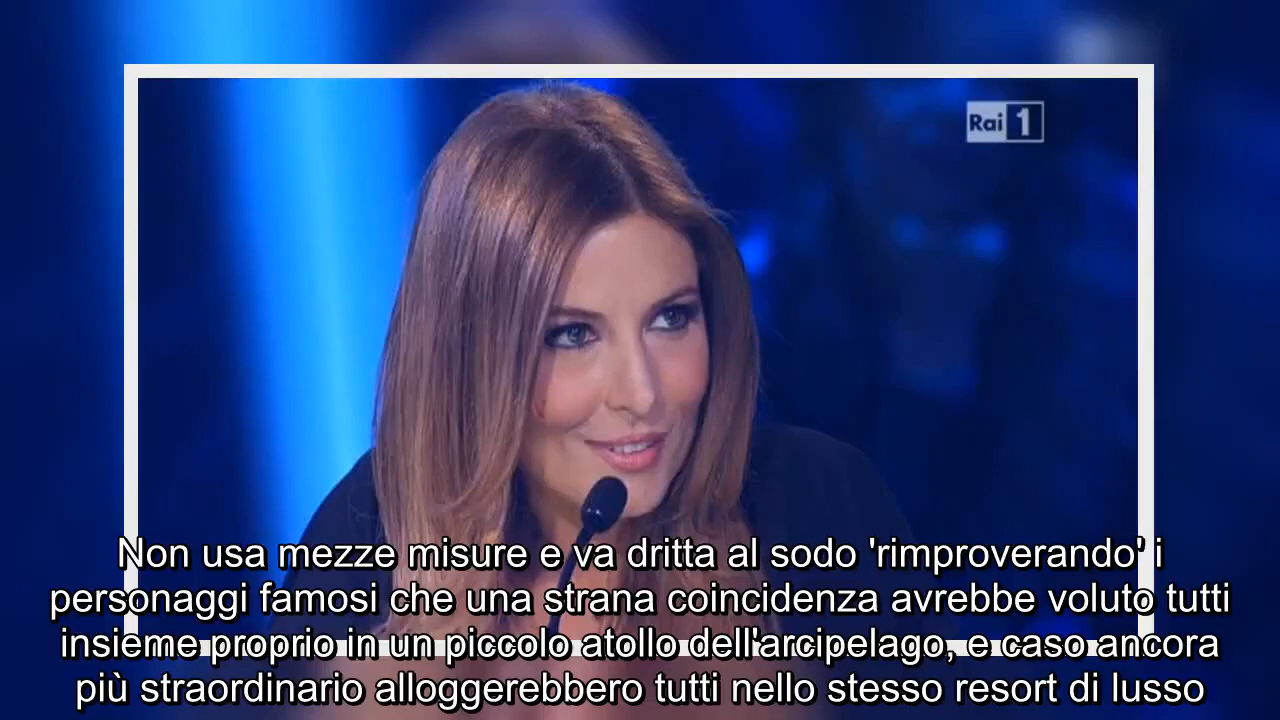 Rai 1
Non usa mezze misure e va dritta al sodo 'rimproverando' i
personaggi famosi che una strana coincidenza avrebbe voluto tutti
insieme proprio in un piccolo atollo dell'arcipelago, e caso ancora
più straordinario alloggerebbero tutti nello stesso resort di lusso